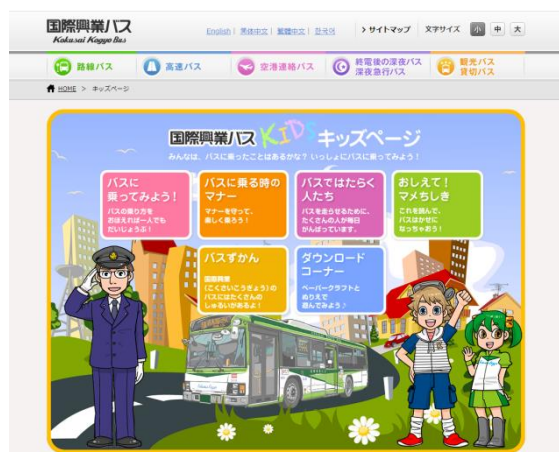 国際興業バス
Kokusai Kogyo Bus
English | 简体中文 | 繁體中文 | 한국어
> サイトマップ
文字サイズ 小 中 大
路線バス
高速バス
空港連絡バス
終電後の深夜バス
深夜急行バス
観光バス
貸切バス
HOME > キッズページ
国際興業バス KIDS キッズページ
みんなは、バスに乗ったことはあるかな？いっしょにバスに乗ってみよう！
バスに
乗ってみよう！
バスの乗り方を
おぼえれば一人でも
だいじょうぶ！
バスに乗る時の
マナー
マナーを守って、
楽しく乗ろう！
バスではたらく
人たち
バスを走らせるために、
たくさんの人が毎日
がんばっています。
おしえて！
マメちしき
これを読んで、
バスはかせに
なっちゃおう！
バスずかん
国際興業
（こくさいこうぎょう）の
バスにはたくさんの
しゅるいがあるよ！
ダウンロード
コーナー
ペーパークラフトと
ぬりえで
遊んでみよう♪